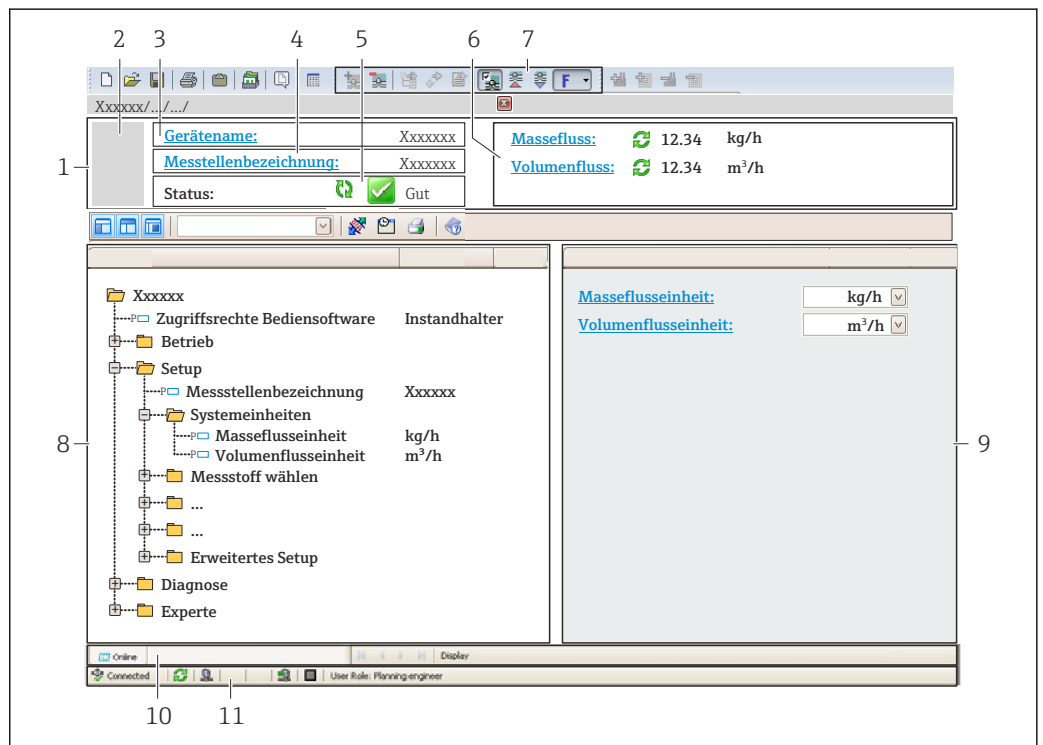 2 3 4 5 6 7
F
Xxxxxx/.../.../
1
Gerätename: Xxxxxxx
Messtellenbezeichnung: Xxxxxxx
Status: Gut
Massefluss: 12.34 kg/h
Volumenfluss: 12.34 m³/h
Xxxxxx
P Zugriffsrechte Bediensoftware Instandhalter
Betrieb
Setup
P Messstellenbezeichnung Xxxxxx
Systemeinheiten
P Masseflusseinheit kg/h
P Volumenflusseinheit m³/h
Messstoff wählen
...
...
Erweitertes Setup
Diagnose
Experte
8
Masseflusseinheit: kg/h
Volumenflusseinheit: m³/h
9
Online Display
Connected User Role: Planning engineer
10 11